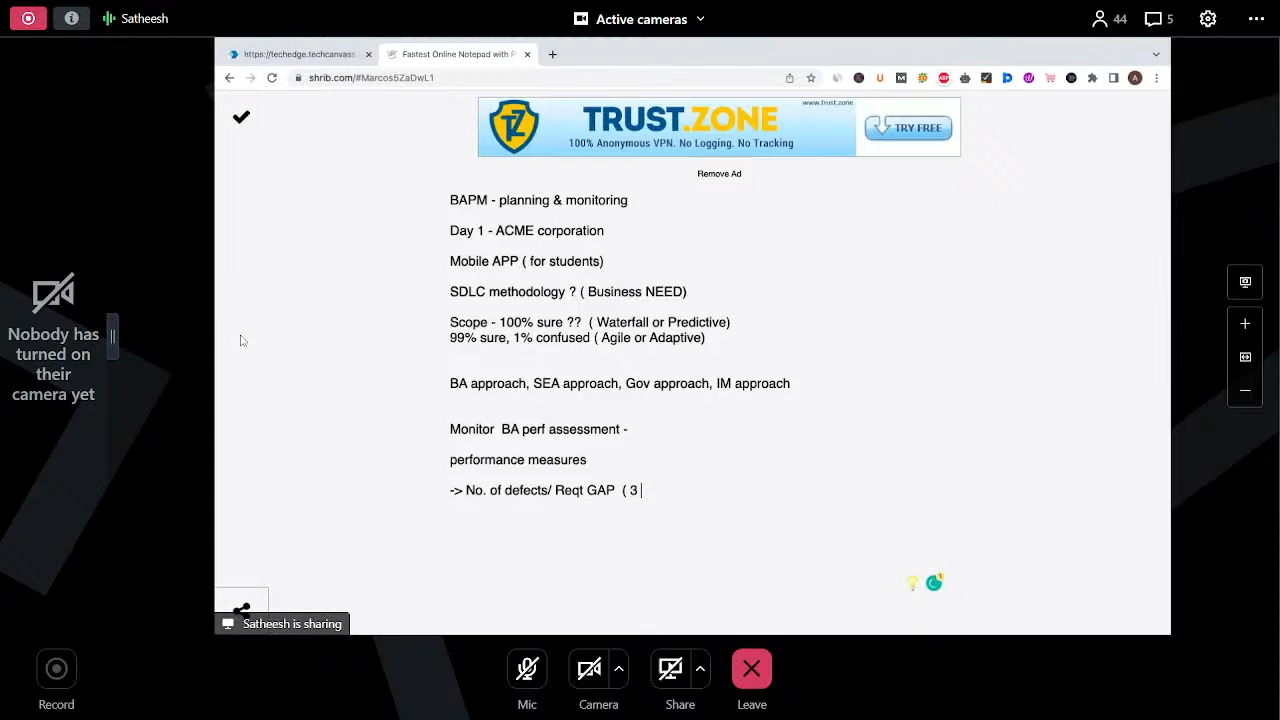 Satheesh
Active cameras
44
5
https://techedge.techcanvass
Fastest Online Notepad with P
shrib.com/#Marcos5ZaDwL1
A
TZ
TRUST.ZONE
www.trust.zone
100% Anonymous VPN. No Logging. No Tracking
TRY FREE
Remove Ad
BAPM - planning & monitoring
Day 1 - ACME corporation
Mobile APP ( for students)
SDLC methodology ? ( Business NEED)
Scope - 100% sure ?? ( Waterfall or Predictive)
99% sure, 1% confused ( Agile or Adaptive)
BA approach, SEA approach, Gov approach, IM approach
Monitor BA perf assessment -
performance measures
-> No. of defects/ Reqt GAP ( 3
Nobody has
turned on
their
camera yet
Satheesh is sharing
Record
Mic
Camera
Share
Leave